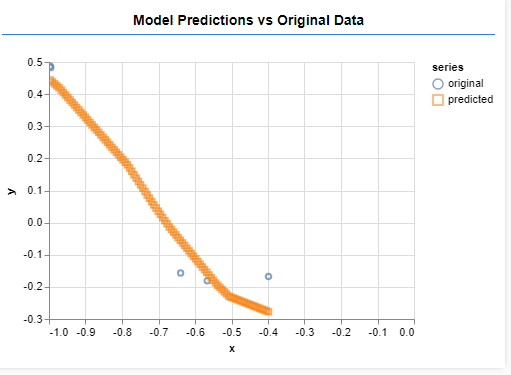 Model Predictions vs Original Data
series
original
predicted
0.5
0.4
0.3
0.2
0.1
0.0
-0.1
-0.2
-0.3
y
-1.0 -0.9 -0.8 -0.7 -0.6 -0.5 -0.4 -0.3 -0.2 -0.1 0.0
x